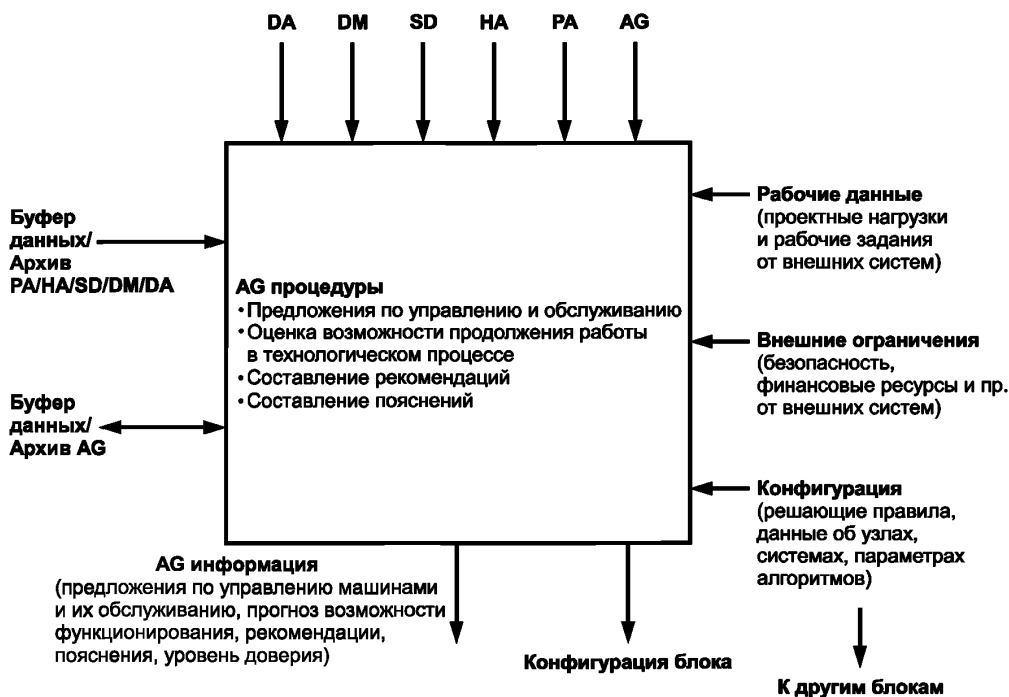 DA DM SD HA PA AG
Буфер
данных/
Архив
PA/HA/SD/DM/DA
Буфер
данных/
Архив AG
AG процедуры
•Предложения по управлению и обслуживанию
•Оценка возможности продолжения работы
в технологическом процессе
•Составление рекомендаций
•Составление пояснений
Рабочие данные
(проектные нагрузки
и рабочие задания
от внешних систем)
Внешние ограничения
(безопасность,
финансовые ресурсы и пр.
от внешних систем)
Конфигурация
(решающие правила,
данные об узлах,
системах, параметрах
алгоритмов)
AG информация
(предложения по управлению машинами
и их обслуживанию, прогноз возможности
функционирования, рекомендации,
пояснения, уровень доверия)
Конфигурация блока
К другим блокам